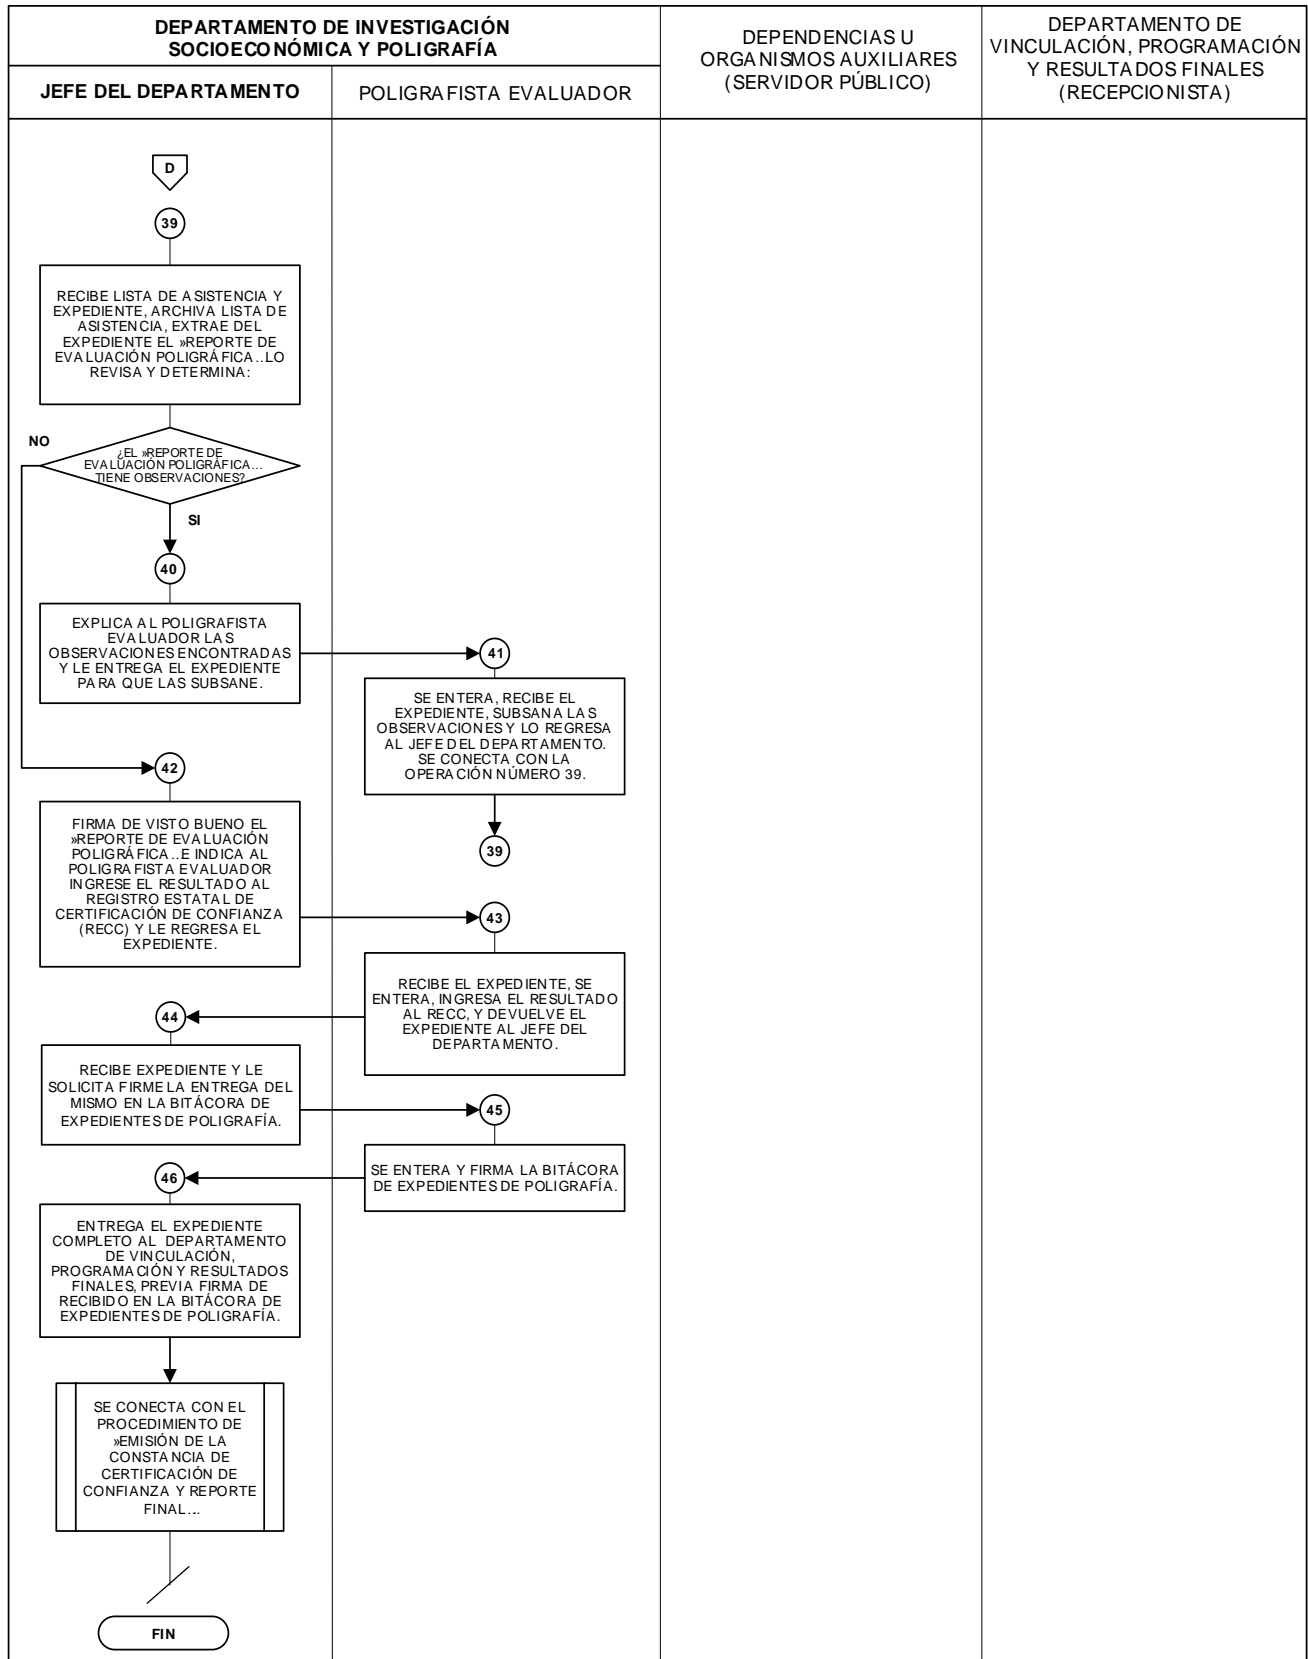 DEPARTAMENTO DE INVESTIGACIÓN
SOCIOECONÓMICA Y POLIGRAFÍA
DEPENDENCIAS U
ORGANISMOS AUXILIARES
(SERVIDOR PÚBLICO)
DEPARTAMENTO DE
VINCULACIÓN, PROGRAMACIÓN
Y RESULTADOS FINALES
(RECEPCIONISTA)
JEFE DEL DEPARTAMENTO
POLIGRAFISTA EVALUADOR
D
39
RECIBE LISTA DE ASISTENCIA Y
EXPEDIENTE, ARCHIVA LISTA DE
ASISTENCIA, EXTRAE DEL
EXPEDIENTE EL »REPORTE DE
EVALUACIÓN POLIGRÁFICA…LO
REVISA Y DETERMINA:
NO
¿EL »REPORTE DE
EVALUACIÓN POLIGRÁFICA…
TIENE OBSERVACIONES?
SI
40
EXPLICA AL POLIGRAFISTA
EVALUADOR LAS
OBSERVACIONES ENCONTRADAS
Y LE ENTREGA EL EXPEDIENTE
PARA QUE LAS SUBSANE.
41
SE ENTERA, RECIBE EL
EXPEDIENTE, SUBSANA LAS
OBSERVACIONES Y LO REGRESA
AL JEFE DEL DEPARTAMENTO.
SE CONECTA CON LA
OPERACIÓN NÚMERO 39.
39
42
FIRMA DE VISTO BUENO EL
»REPORTE DE EVALUACIÓN
POLIGRÁFICA…E INDICA AL
POLIGRAFISTA EVALUADOR
INGRESE EL RESULTADO AL
REGISTRO ESTATAL DE
CERTIFICACIÓN DE CONFIANZA
(RECC) Y LE REGRESA EL
EXPEDIENTE.
43
RECIBE EL EXPEDIENTE, SE
ENTERA, INGRESA EL RESULTADO
AL RECC, Y DEVUELVE EL
EXPEDIENTE AL JEFE DEL
DEPARTAMENTO.
44
RECIBE EXPEDIENTE Y LE
SOLICITA FIRME LA ENTREGA DEL
MISMO EN LA BITÁCORA DE
EXPEDIENTES DE POLIGRAFÍA.
45
SE ENTERA Y FIRMA LA BITÁCORA
DE EXPEDIENTES DE POLIGRAFÍA.
46
ENTREGA EL EXPEDIENTE
COMPLETO AL DEPARTAMENTO
DE VINCULACIÓN,
PROGRAMACIÓN Y RESULTADOS
FINALES, PREVIA FIRMA DE
RECIBIDO EN LA BITÁCORA DE
EXPEDIENTES DE POLIGRAFÍA.
SE CONECTA CON EL
PROCEDIMIENTO DE
»EMISIÓN DE LA
CONSTANCIA DE
CERTIFICACIÓN DE
CONFIANZA Y REPORTE
FINAL…
FIN